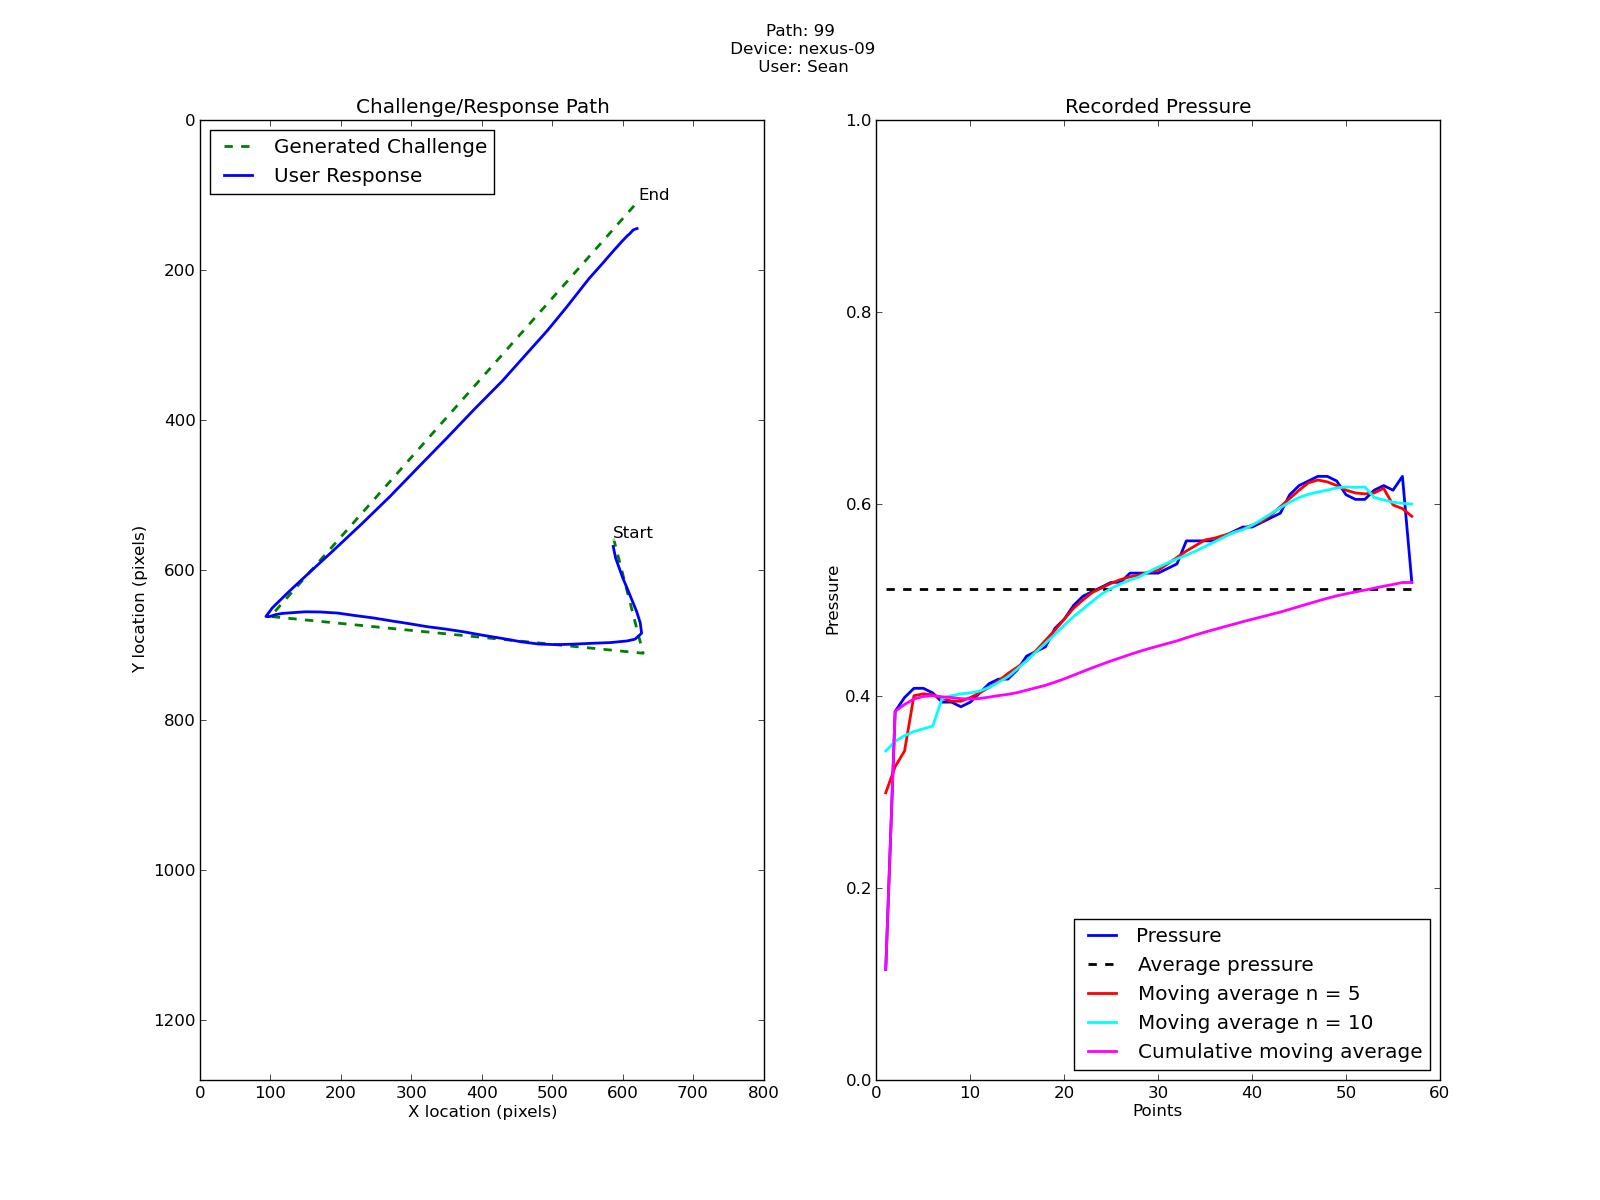 Path: 99
Device: nexus-09
User: Sean
Challenge/Response Path
Generated Challenge
User Response
End
Start
0
200
400
600
800
1000
1200
Y location (pixels)
0 100 200 300 400 500 600 700 800
X location (pixels)
Recorded Pressure
1.0
0.8
0.6
0.4
0.2
0.0
Pressure
Pressure
Average pressure
Moving average n = 5
Moving average n = 10
Cumulative moving average
0 10 20 30 40 50 60
Points